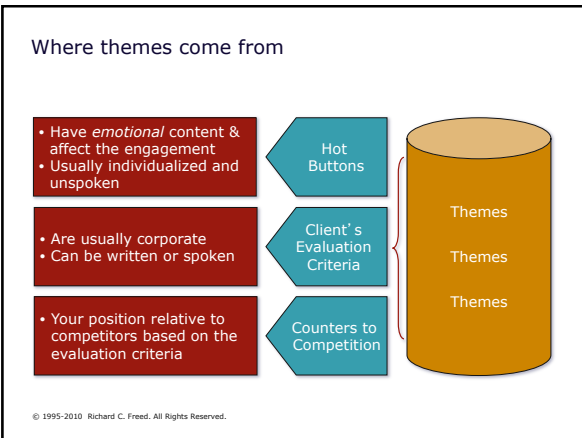 Where themes come from
• Have emotional content &
affect the engagement
• Usually individualized and
unspoken
Hot
Buttons
• Are usually corporate
• Can be written or spoken
Client's
Evaluation
Criteria
• Your position relative to
competitors based on the
evaluation criteria
Counters to
Competition
Themes
Themes
Themes
© 1995-2010 Richard C. Freed. All Rights Reserved.